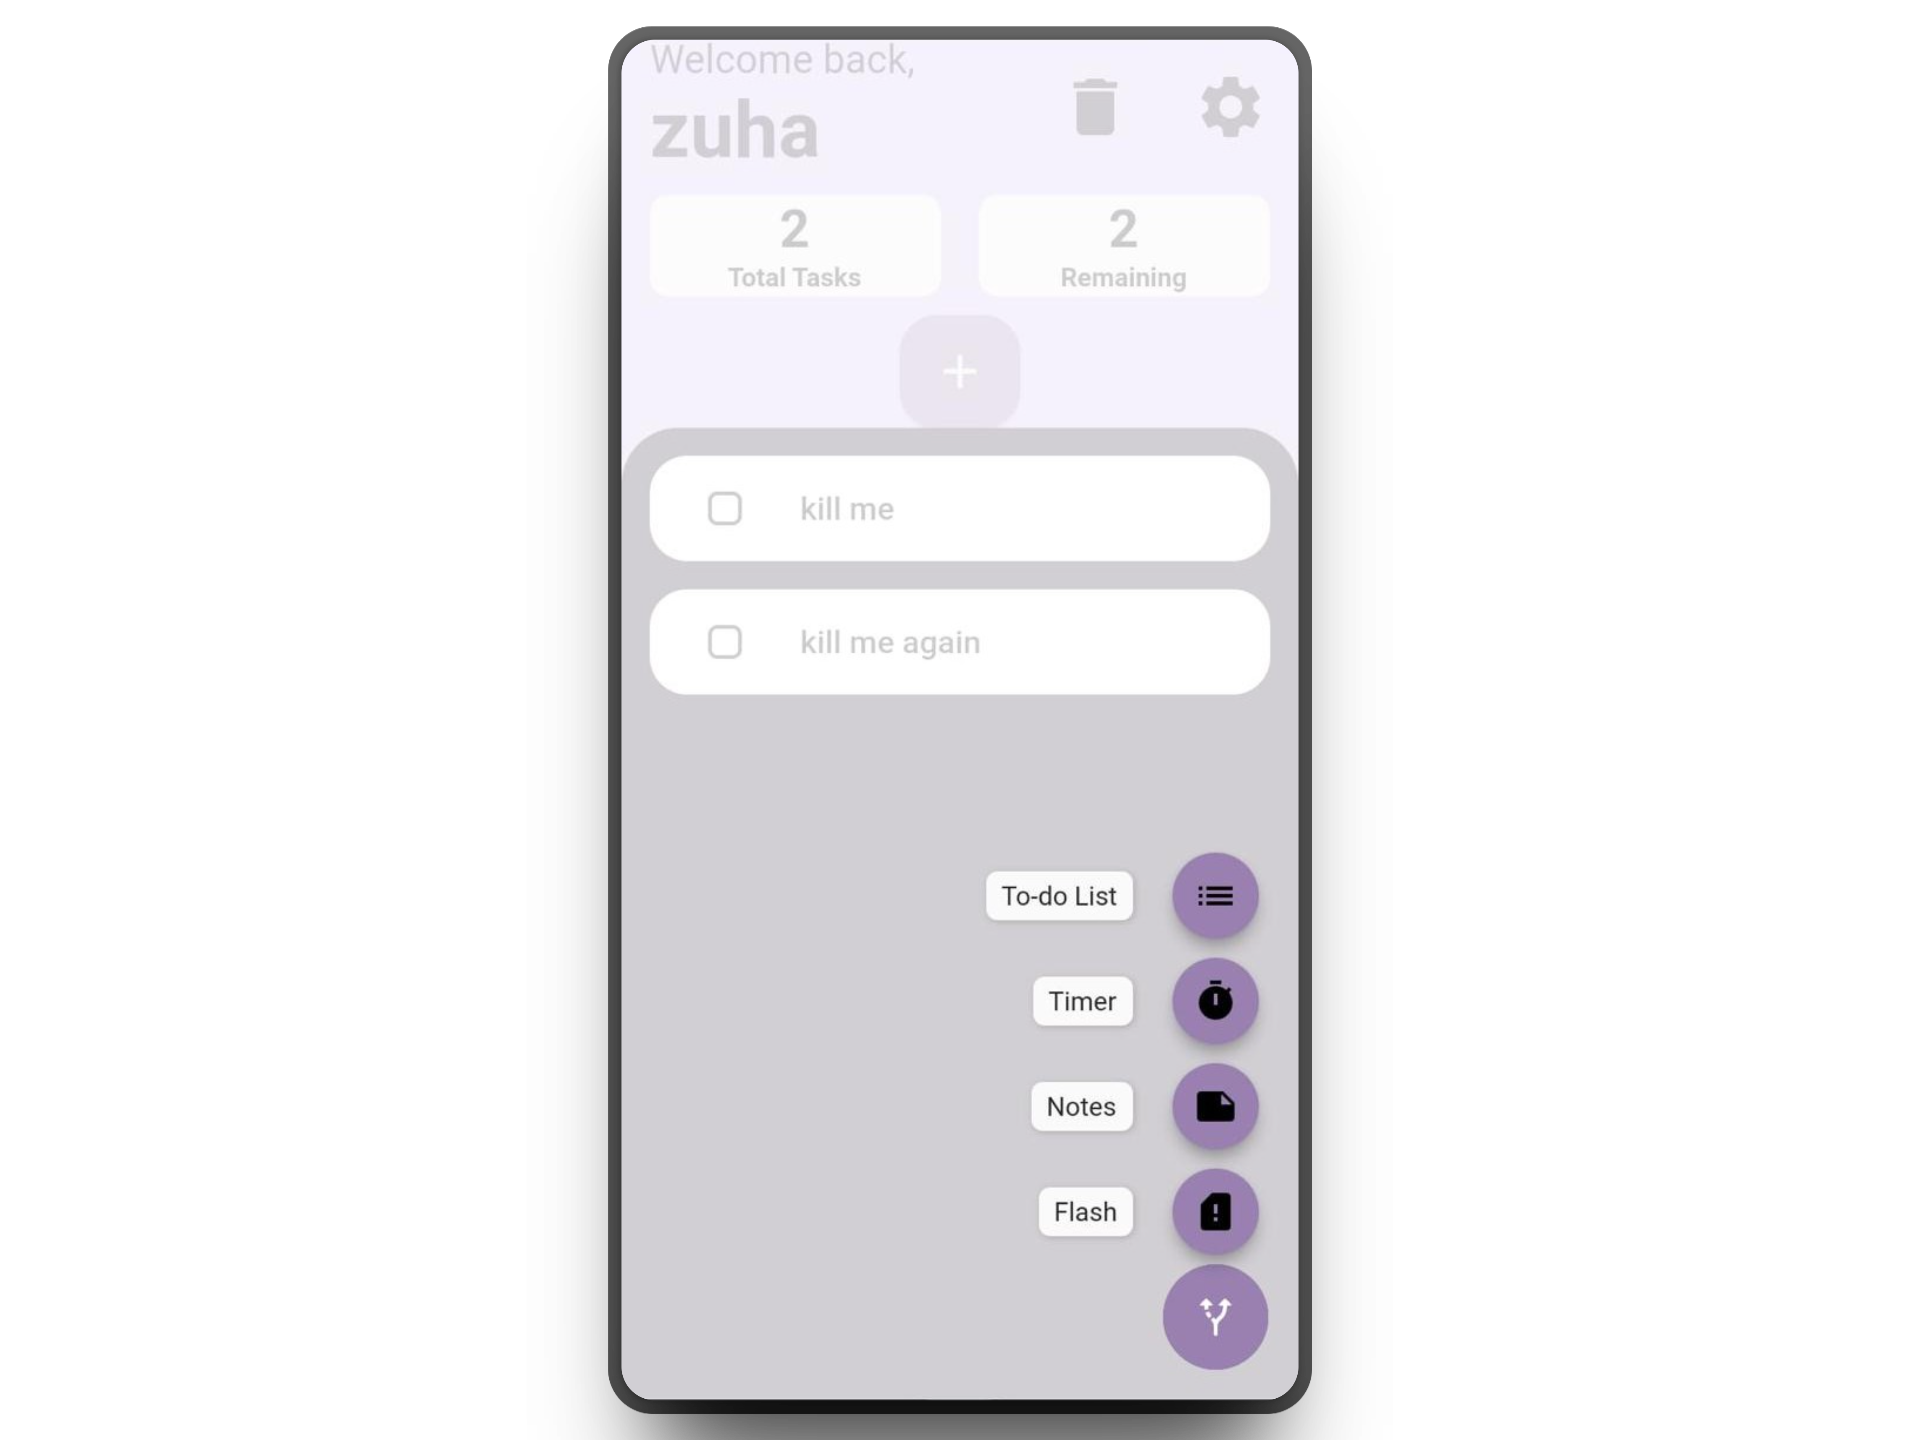 Welcome back,
zuha
2
Total Tasks
2
Remaining
kill me
kill me again
To-do List
Timer
Notes
Flash